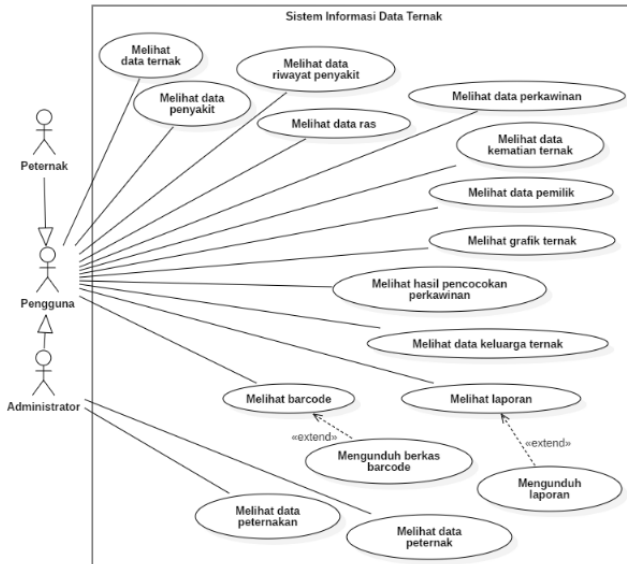 Sistem Informasi Data Ternak
Melihat
data ternak
Melihat data
riwayat penyakit
Melihat data
penyakit
Melihat data perkawinan
Melihat data ras
Melihat data
kematian ternak
Peternak
Melihat data pemilik
Melihat grafik ternak
Pengguna
Melihat hasil pencocokan
perkawinan
Melihat data keluarga ternak
Administrator
Melihat barcode
Melihat laporan
«extend»
«extend»
Mengunduh berkas
barcode
Mengunduh
laporan
Melihat data
peternakan
Melihat data
peternak